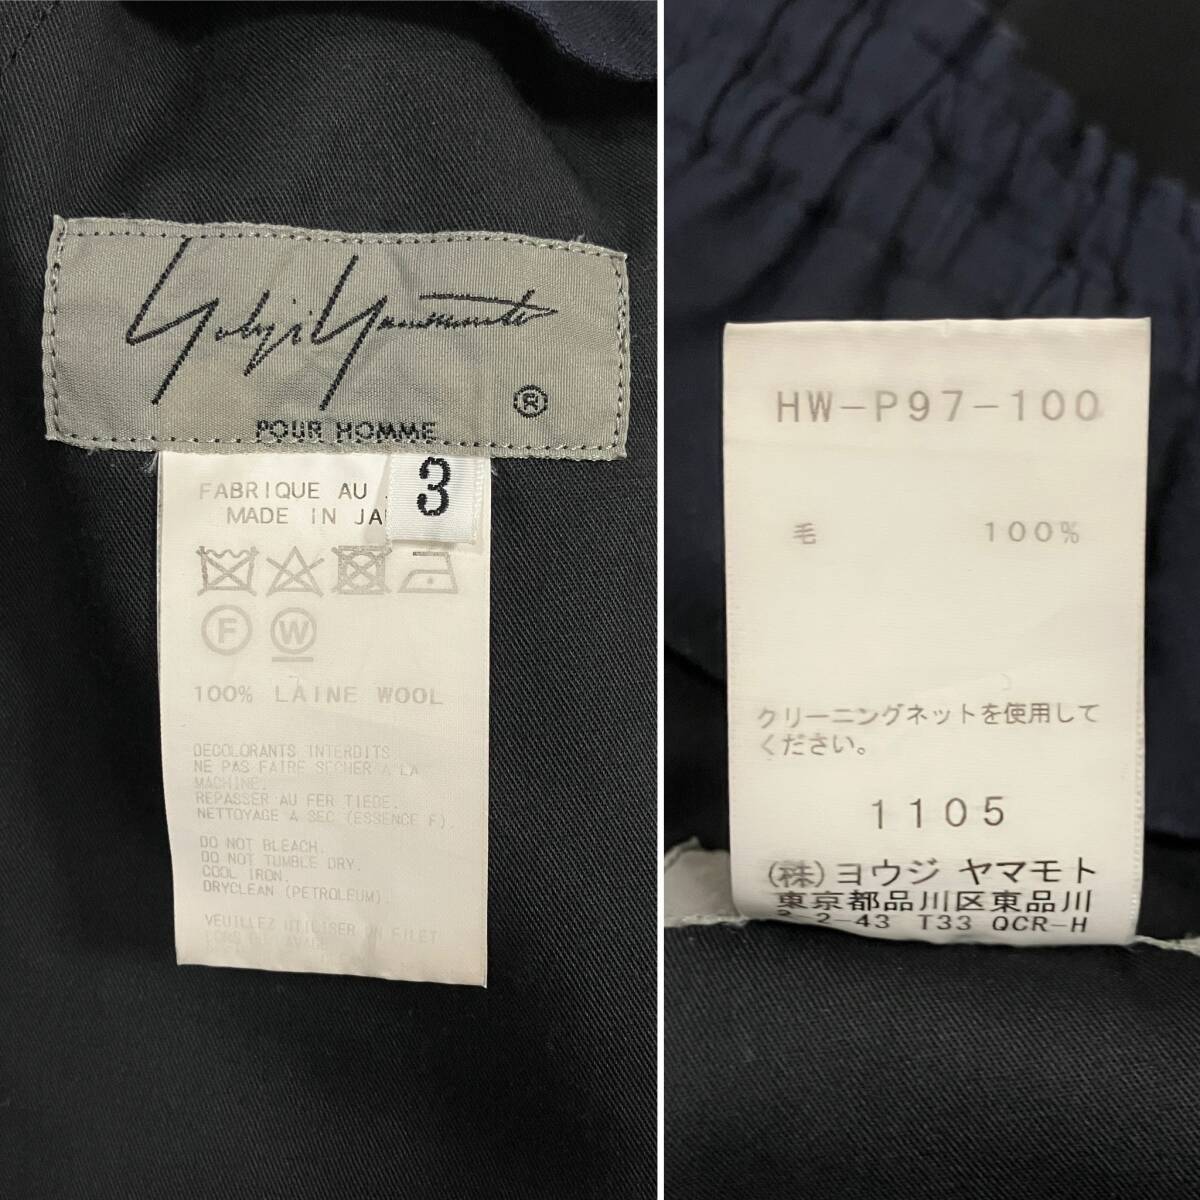 Yohji Yamamoto
®
POUR HOMME
3
FABRIQUE AU
MADE IN JA
F W
100% LAINE WOOL
DECOLORANTS INTERDITS
NE PAS FAIRE SECHER A LA
MACHINE.
REPASSER AU FER TIEDE.
NETTOYAGE A SEC (ESSENCE F).
DO NOT BLEACH.
DO NOT TUMBLE DRY.
COOL IRON.
DRYCLEAN (PETROLEUM).
VEUILLEZ UTILISER UN FILET
HW-P97-100
毛 100%
クリーニングネットを使用して
ください。
1105
(株)ヨウジ ヤマモト
東京都品川区東品川
2-2-43 T33 QCR-H